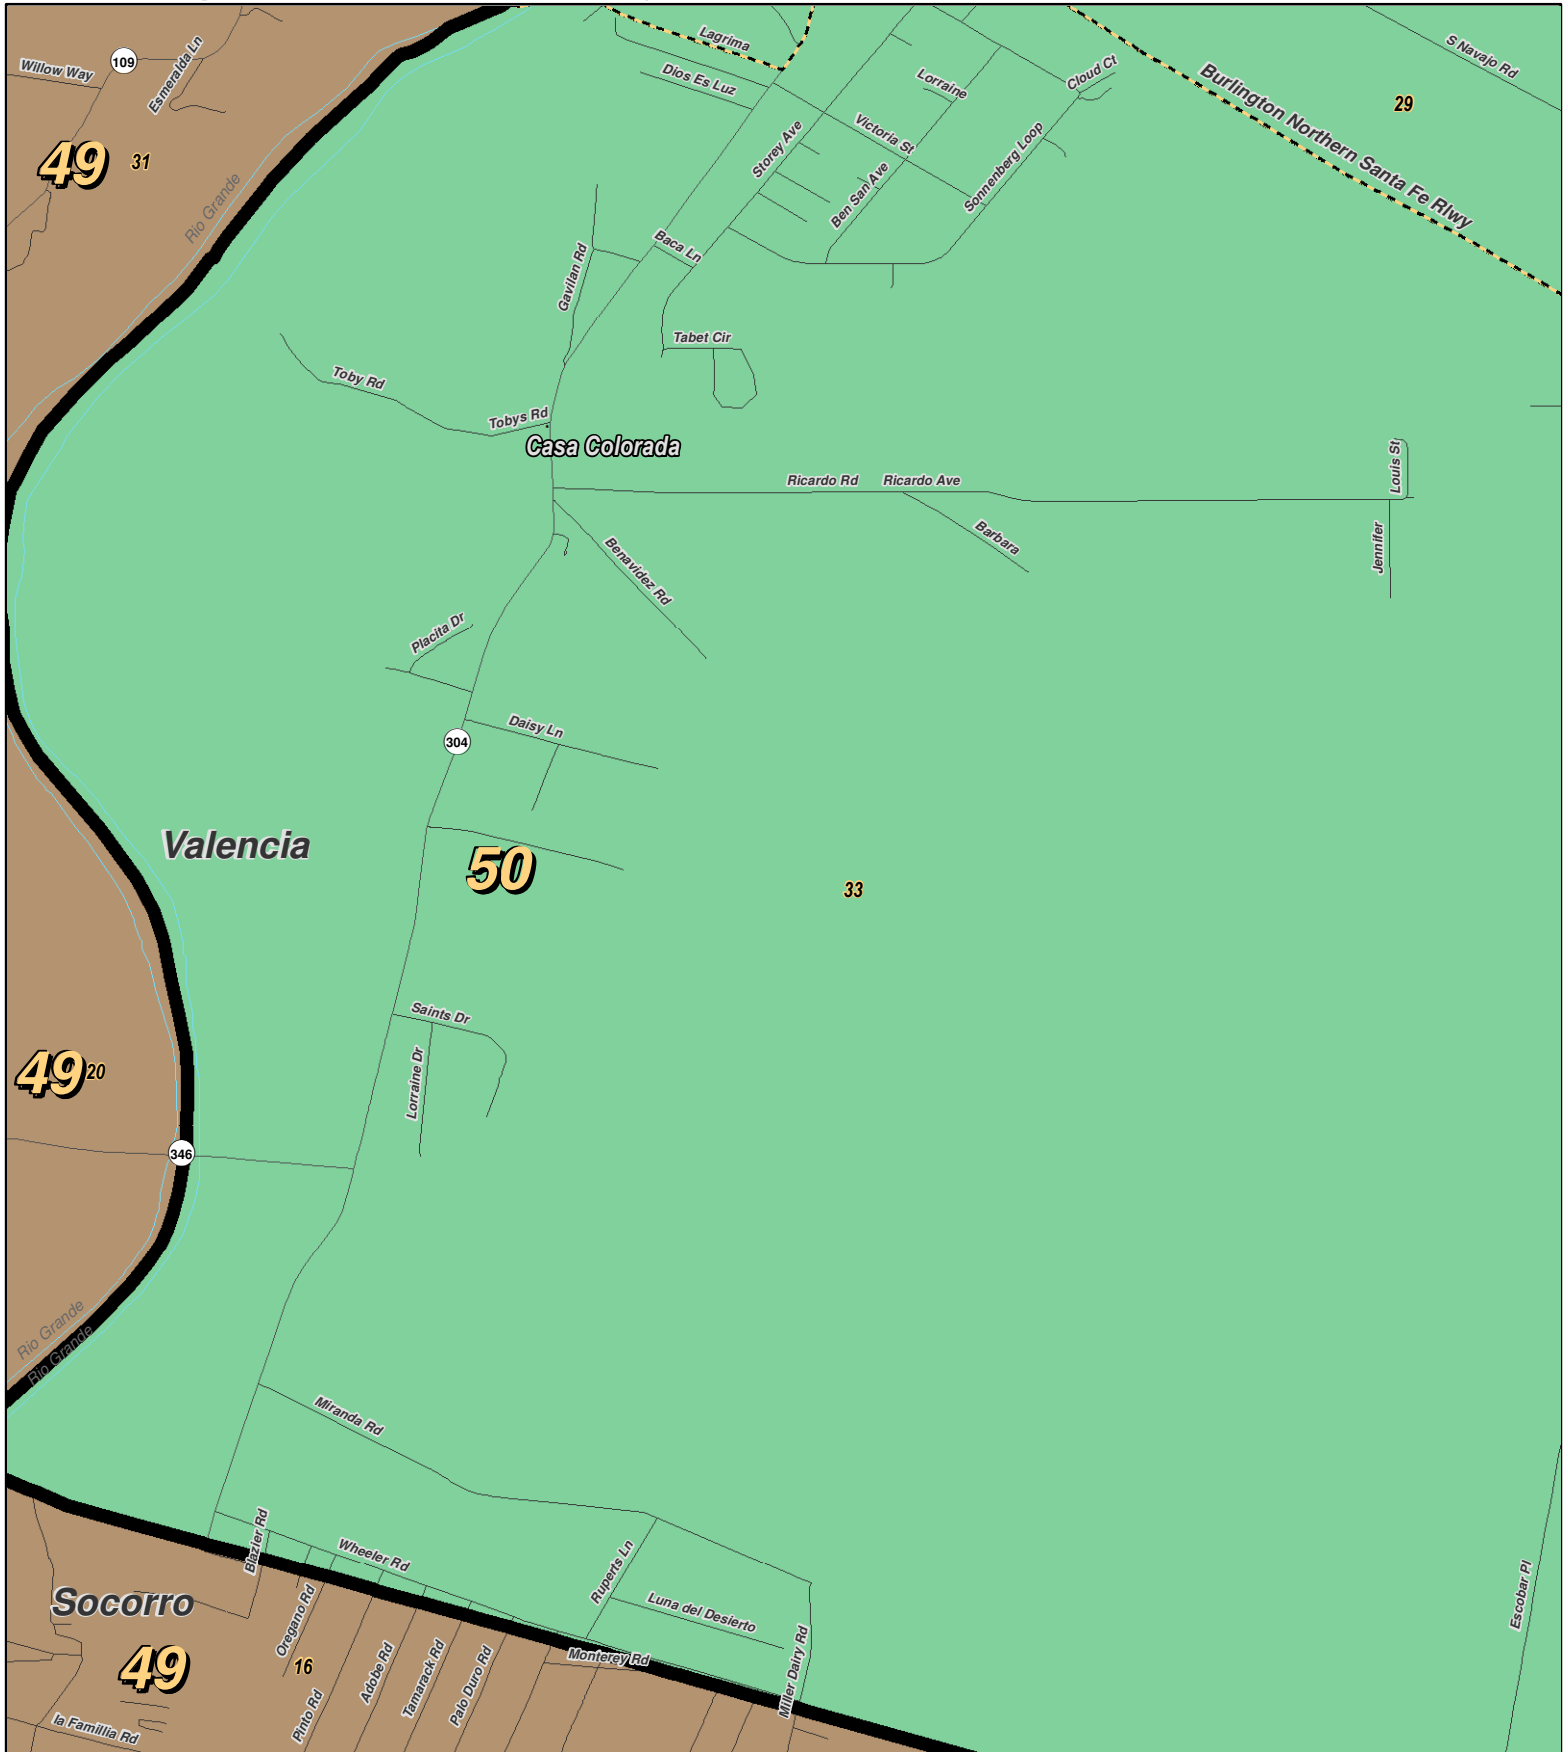 Willow Way
109
Esmeralda Ln
49
31
Rio Grande
Lagrima
Dios Es Luz
Lorraine
Cloud Ct
Storey Ave
Victoria St
Ben San Ave
Sonnenberg Loop
S Navajo Rd
29
Burlington Northern Santa Fe Rlwy
Baca Ln
Gavilan Rd
Tabet Cir
Toby Rd
Tobys Rd
Casa Colorada
Ricardo Rd
Ricardo Ave
Louis St
Barbara
Jennifer
Benavidez Rd
Placita Dr
Daisy Ln
304
Valencia
50
33
Saints Dr
Lorraine Dr
49
20
346
Rio Grande
Rio Grande
Miranda Rd
Blazier Rd
Wheeler Rd
Ruperts Ln
Luna del Desierto
Escobar Pl
Socorro
Oregano Rd
49
16
Monterey Rd
Adobe Rd
Tamarack Rd
Palo Duro Rd
Miller Dairy Rd
Pinto Rd
la Famillia Rd